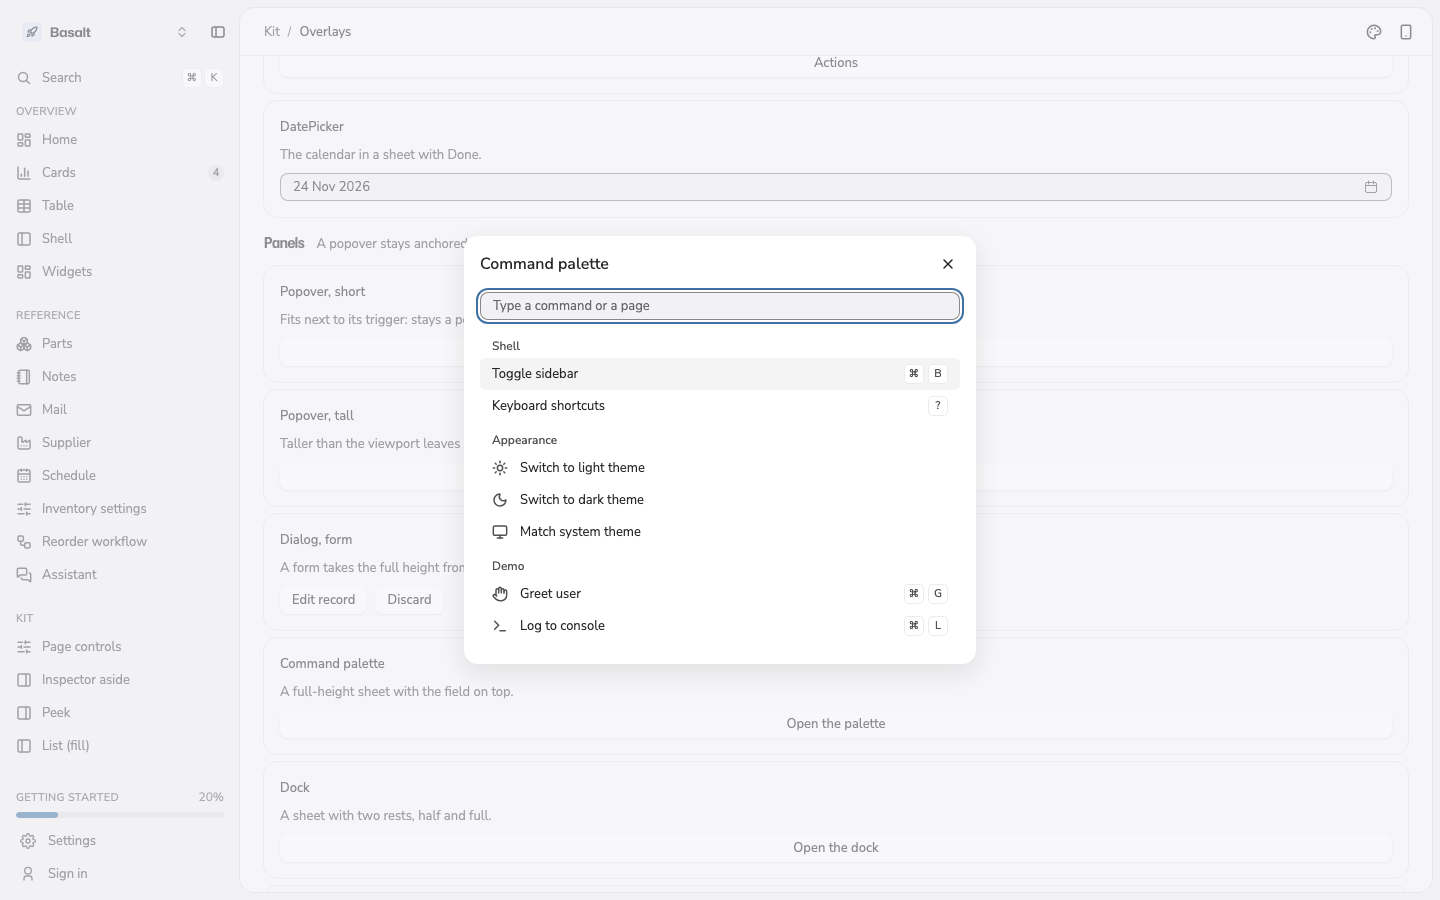 Basalt
Search ⌘ K
OVERVIEW
Home
Cards 4
Table
Shell
Widgets
REFERENCE
Parts
Notes
Mail
Supplier
Schedule
Inventory settings
Reorder workflow
Assistant
KIT
Page controls
Inspector aside
Peek
List (fill)
GETTING STARTED 20%
Settings
Sign in
Kit / Overlays
Actions
DatePicker
The calendar in a sheet with Done.
24 Nov 2026
Panels A popover stays anchored
Popover, short
Fits next to its trigger: stays a
Popover, tall
Taller than the viewport leaves
Dialog, form
A form takes the full height
Edit record Discard
Command palette
A full-height sheet with the field on top.
Open the palette
Dock
A sheet with two rests, half and full.
Open the dock
Command palette
Type a command or a page
Shell
Toggle sidebar ⌘ B
Keyboard shortcuts ?
Appearance
Switch to light theme
Switch to dark theme
Match system theme
Demo
Greet user ⌘ G
Log to console ⌘ L